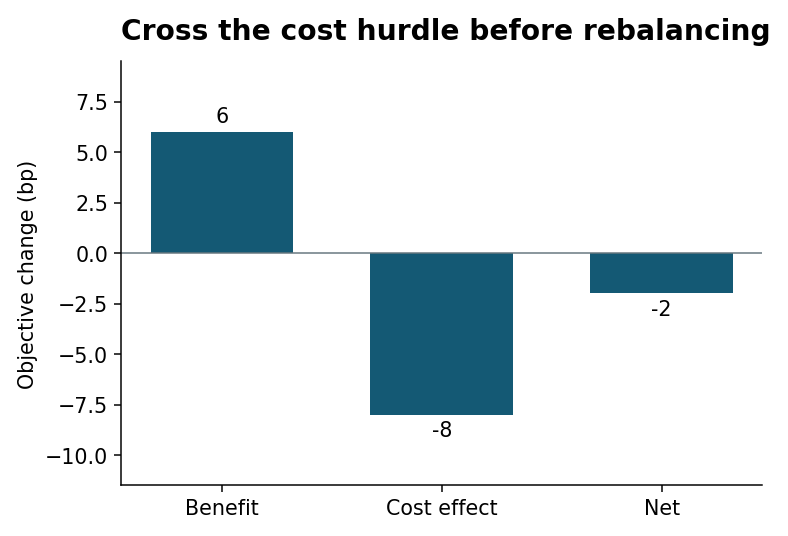 Cross the cost hurdle before rebalancing
Objective change (bp)
7.5
5.0
2.5
0.0
−2.5
−5.0
−7.5
−10.0
6
-8
-2
Benefit
Cost effect
Net